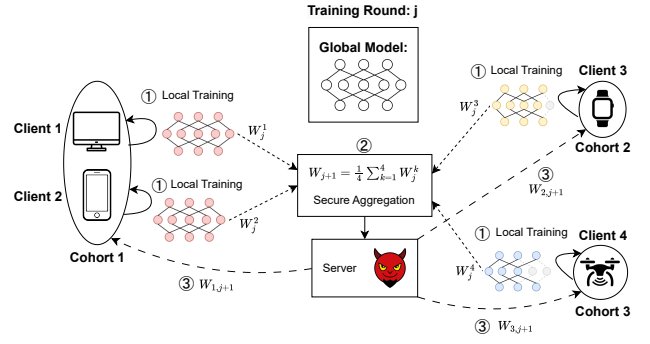 Training Round: j
Global Model:
① Local Training
Client 1
W_j^1
Client 2
① Local Training
W_j^2
Cohort 1
① Local Training
Client 3
W_j^3
Cohort 2
②
W_{j+1} = \frac{1}{4} \sum_{k=1}^{4} W_j^k
Secure Aggregation
③
W_{2,j+1}
Server
① Local Training
Client 4
W_j^4
Cohort 3
③ W_{1,j+1}
③ W_{3,j+1}